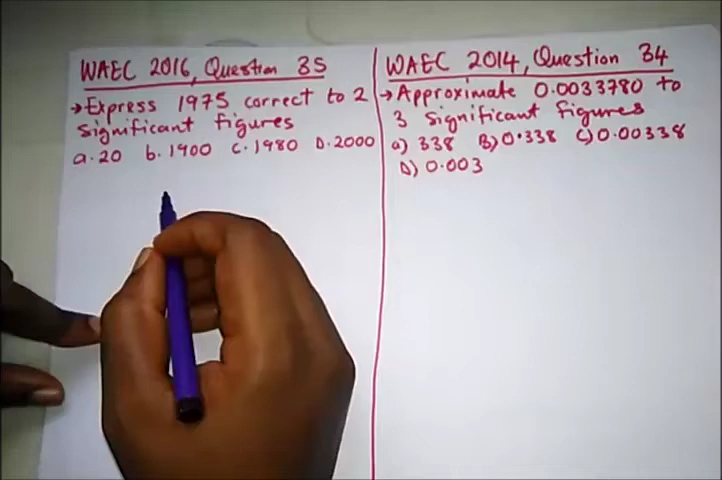 WAEC 2016, Question 35
→Express 1975 correct to 2
significant figures
a. 20 b. 1900 c. 1980 D. 2000
WAEC 2014, Question 34
→Approximate 0.0033780 to
3 significant figures
a) 338 B) 0.338 C) 0.00338
D) 0.003